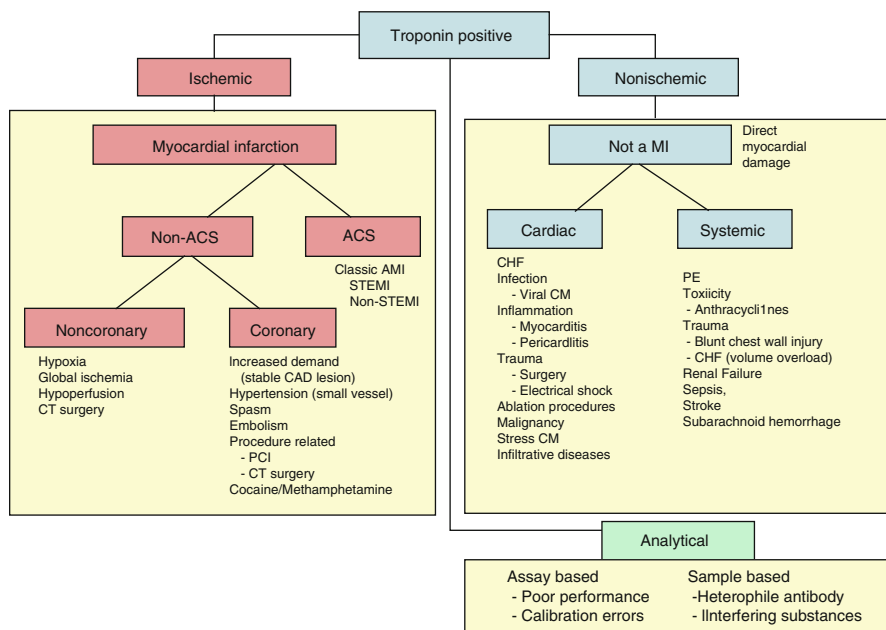 Troponin positive
Ischemic
Nonischemic
Myocardial infarction
Not a MI
Direct
myocardial
damage
Non-ACS
ACS
Classic AMI
STEMI
Non-STEMI
Noncoronary
Hypoxia
Global ischemia
Hypoperfusion
CT surgery
Coronary
Increased demand
(stable CAD lesion)
Hypertension (small vessel)
Spasm
Embolism
Procedure related
- PCI
- CT surgery
Cocaine/Methamphetamine
Cardiac
CHF
Infection
- Viral CM
Inflammation
- Myocarditis
- Pericardlitis
Trauma
- Surgery
- Electrical shock
Ablation procedures
Malignancy
Stress CM
Infiltrative diseases
Systemic
PE
Toxiicity
- Anthracycli1nes
Trauma
- Blunt chest wall injury
- CHF (volume overload)
Renal Failure
Sepsis,
Stroke
Subarachnoid hemorrhage
Analytical
Assay based
- Poor performance
- Calibration errors
Sample based
-Heterophile antibody
- lInterfering substances